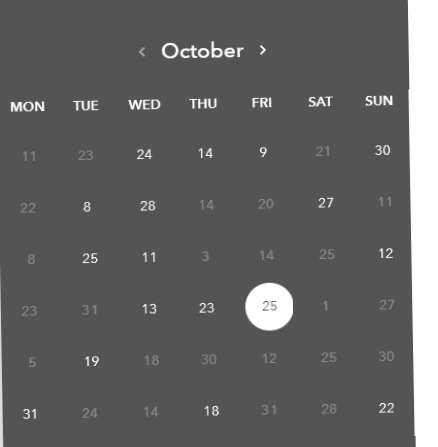 ‹ October ›
MON TUE WED THU FRI SAT SUN
11 23 24 14 9 21 30
22 8 28 14 20 27 11
8 25 11 3 14 25 12
23 31 13 23 25 1 27
5 19 18 30 12 25 30
31 24 14 18 31 28 22